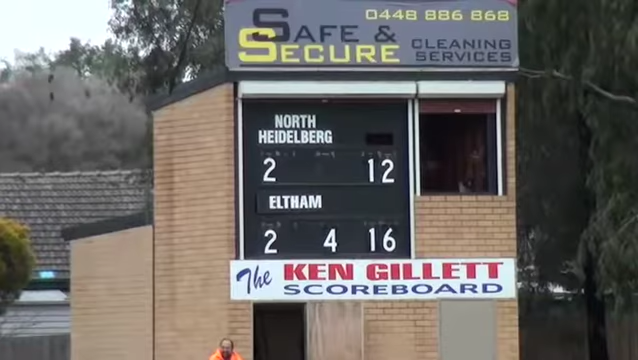 SAFE & SECURE
0448 886 868
CLEANING SERVICES
NORTH
HEIDELBERG
2 12
ELTHAM
2 4 16
The KEN GILLETT
SCOREBOARD